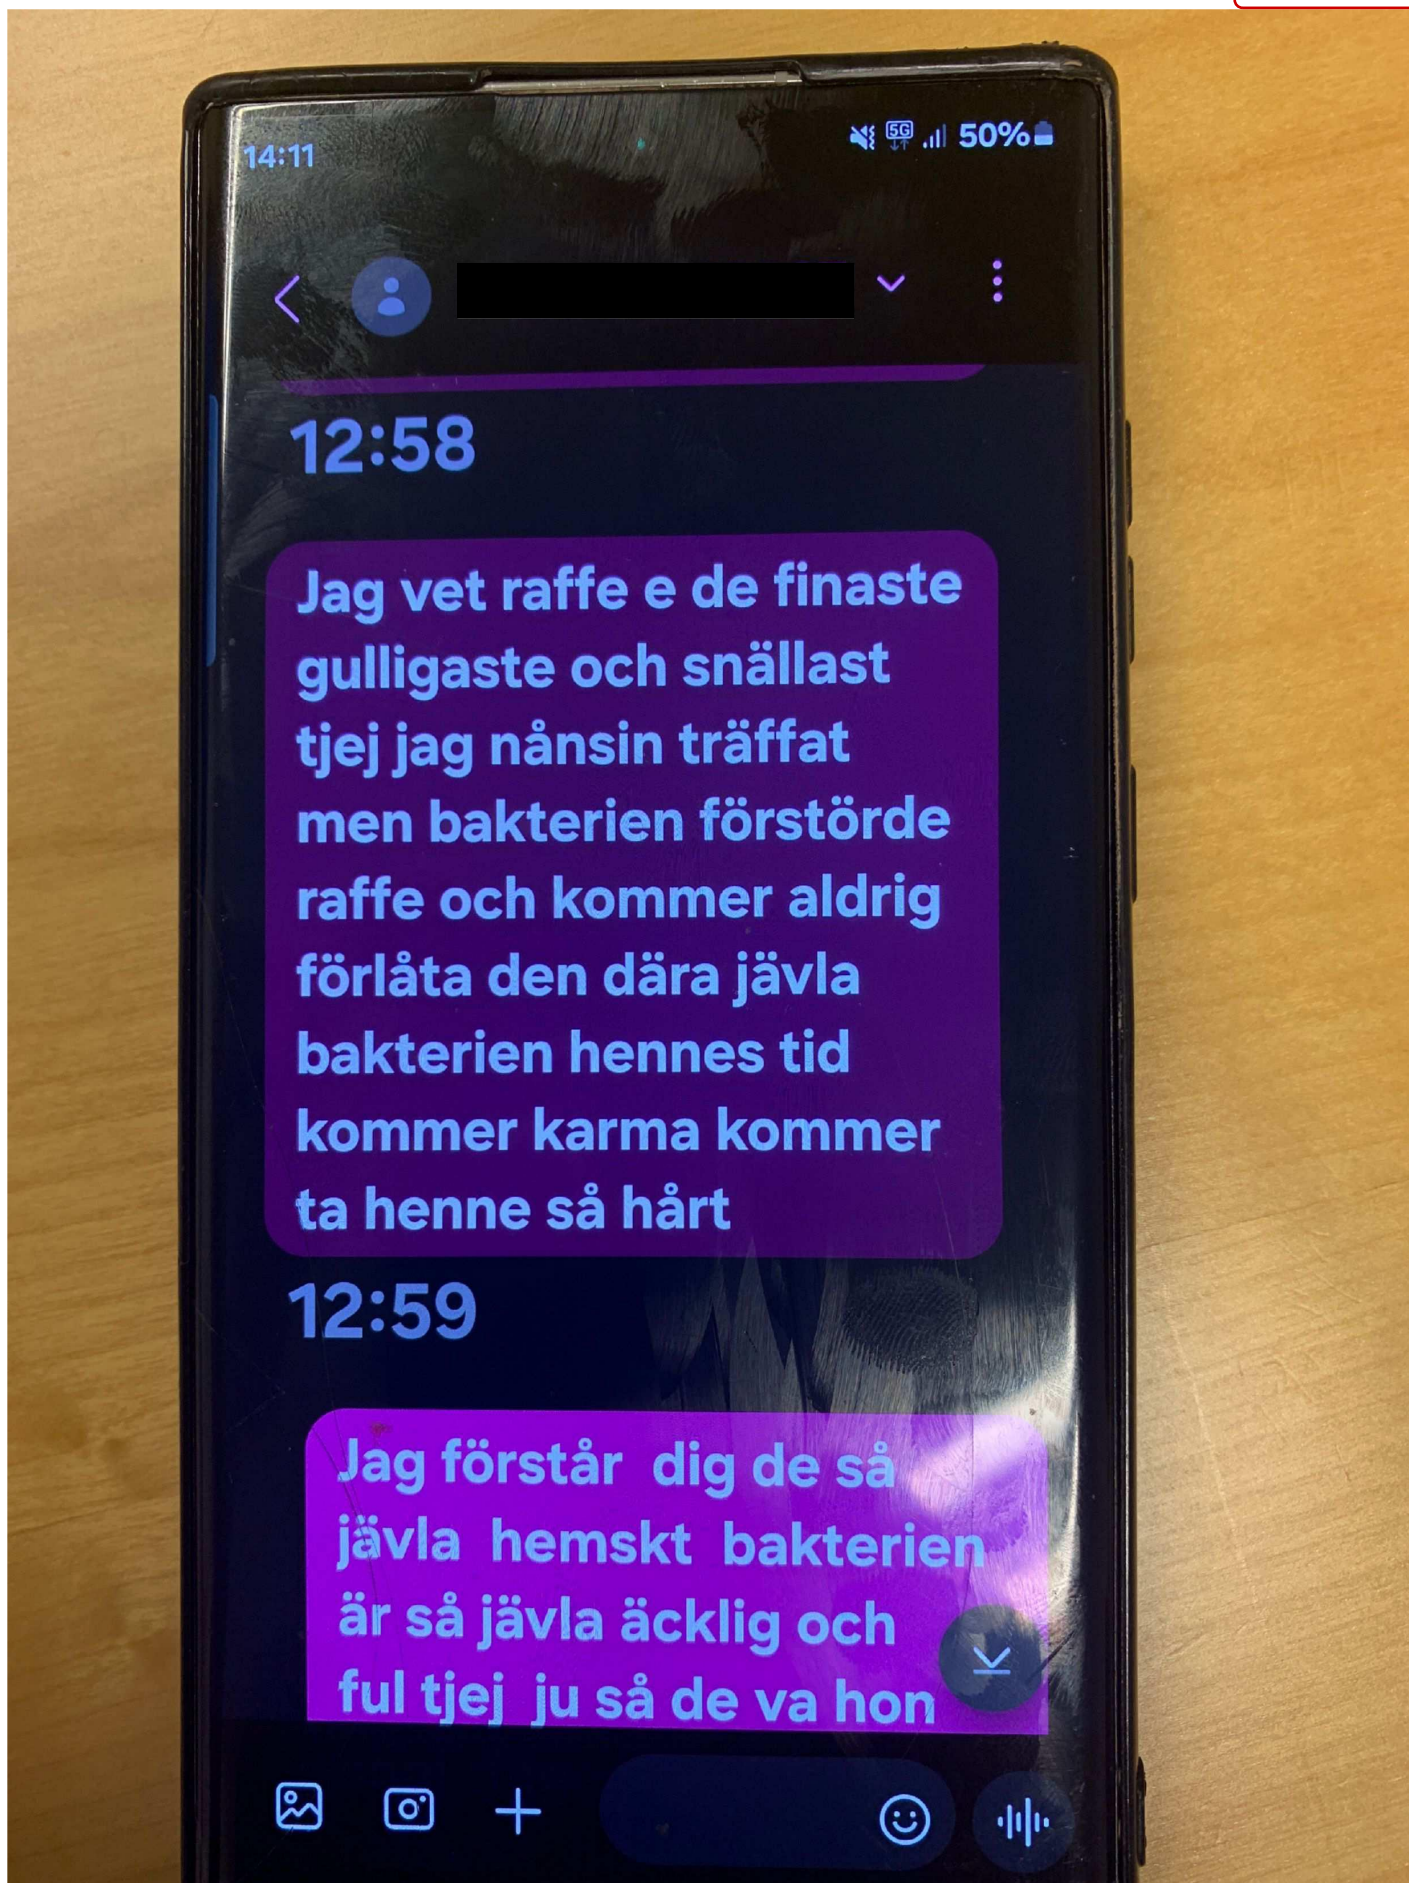 14:11
5G 50%
12:58
Jag vet raffe e de finaste
gulligaste och snällast
tjej jag nånsin träffat
men bakterien förstörde
raffe och kommer aldrig
förlåta den dära jävla
bakterien hennes tid
kommer karma kommer
ta henne så hårt
12:59
Jag förstår dig de så
jävla hemskt bakterien
är så jävla äcklig och
ful tjej ju så de va hon